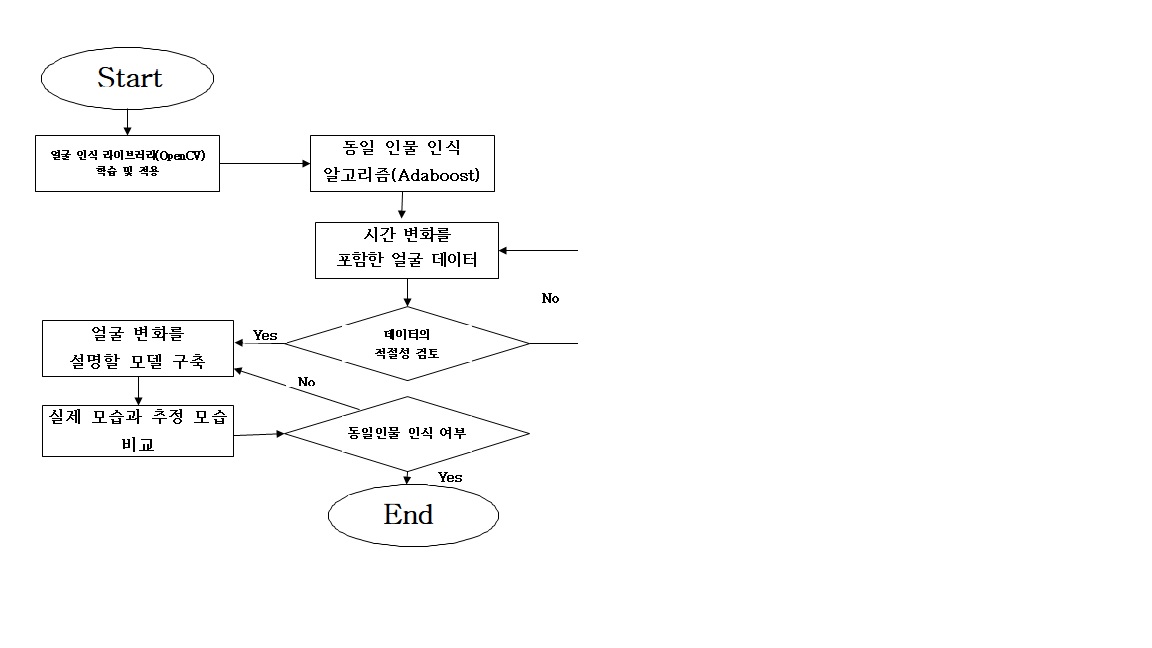 Start
얼굴 인식 라이브러리(OpenCV)
학습 및 적용
동일 인물 인식
알고리즘(Adaboost)
시간 변화를
포함한 얼굴 데이터
No
데이터의
적절성 검토
Yes
얼굴 변화를
설명할 모델 구축
No
실제 모습과 추정 모습
비교
동일인물 인식 여부
Yes
End